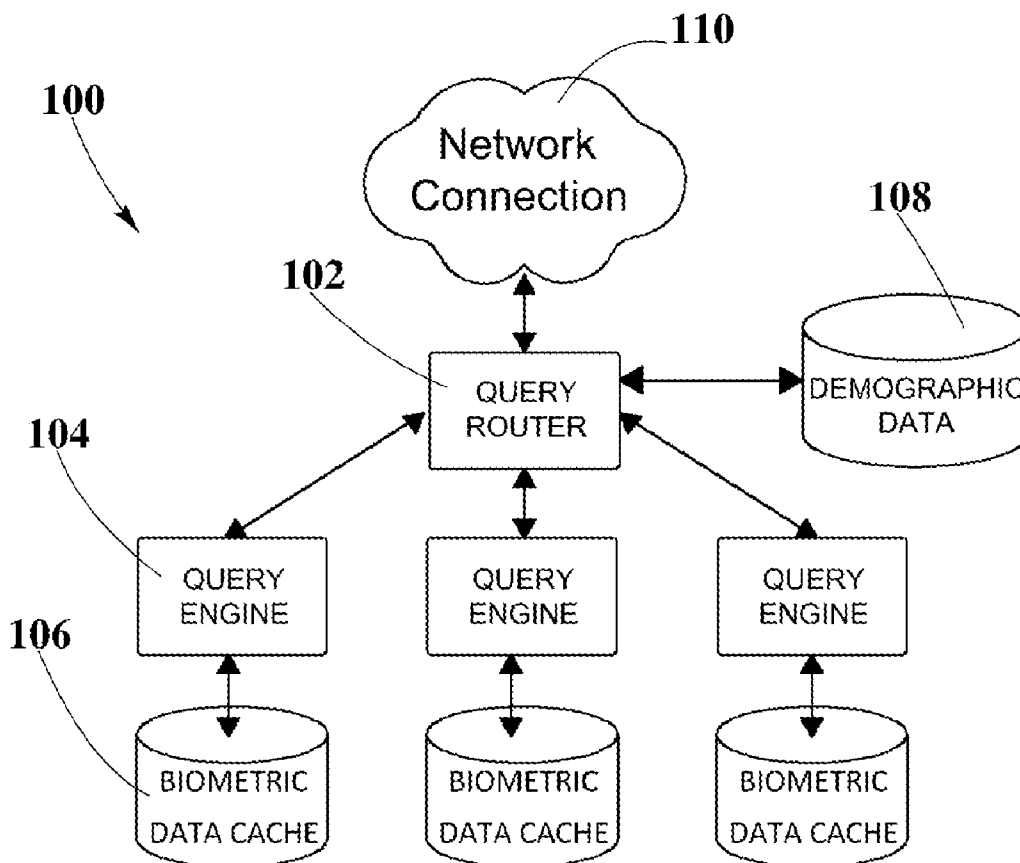 110
100
Network
Connection
108
102
QUERY
ROUTER
DEMOGRAPHIC
DATA
104
QUERY
ENGINE
QUERY
ENGINE
QUERY
ENGINE
106
BIOMETRIC
DATA CACHE
BIOMETRIC
DATA CACHE
BIOMETRIC
DATA CACHE